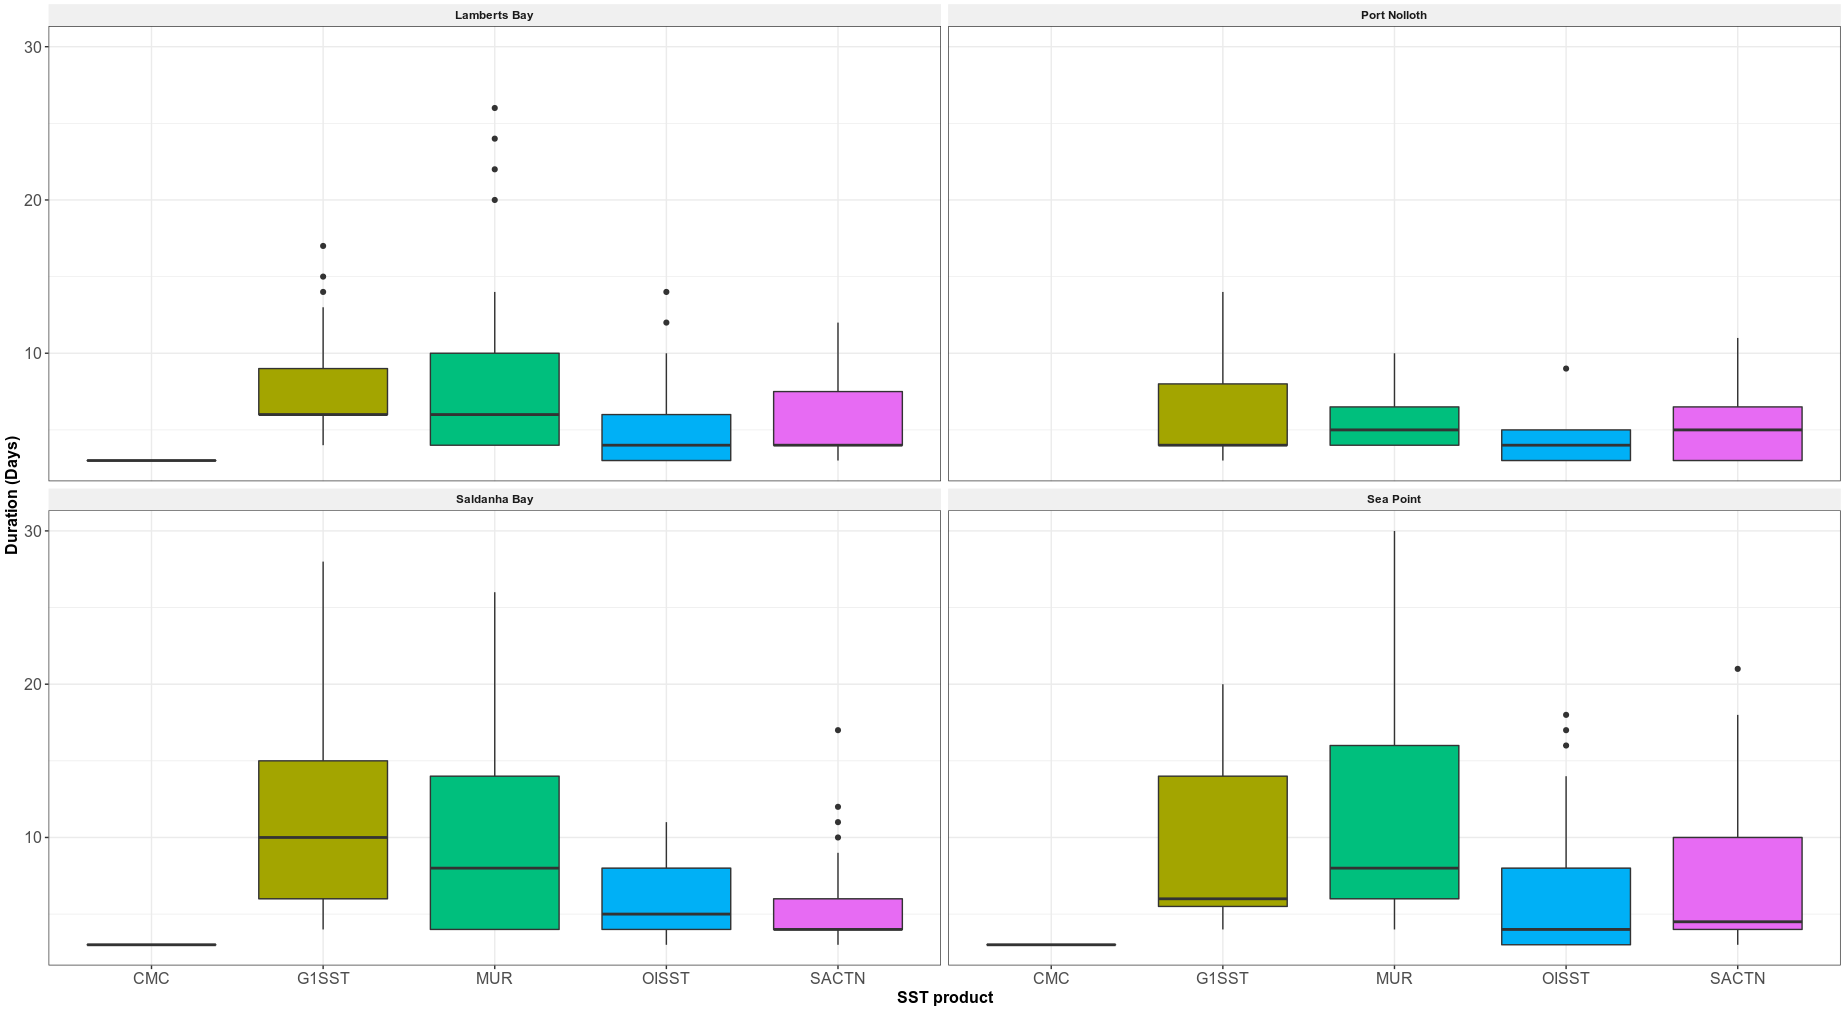 Lamberts Bay
Port Nolloth
30
20
10
Saldanha Bay
Sea Point
30
20
10
Duration (Days)
CMC G1SST MUR OISST SACTN CMC G1SST MUR OISST SACTN
SST product